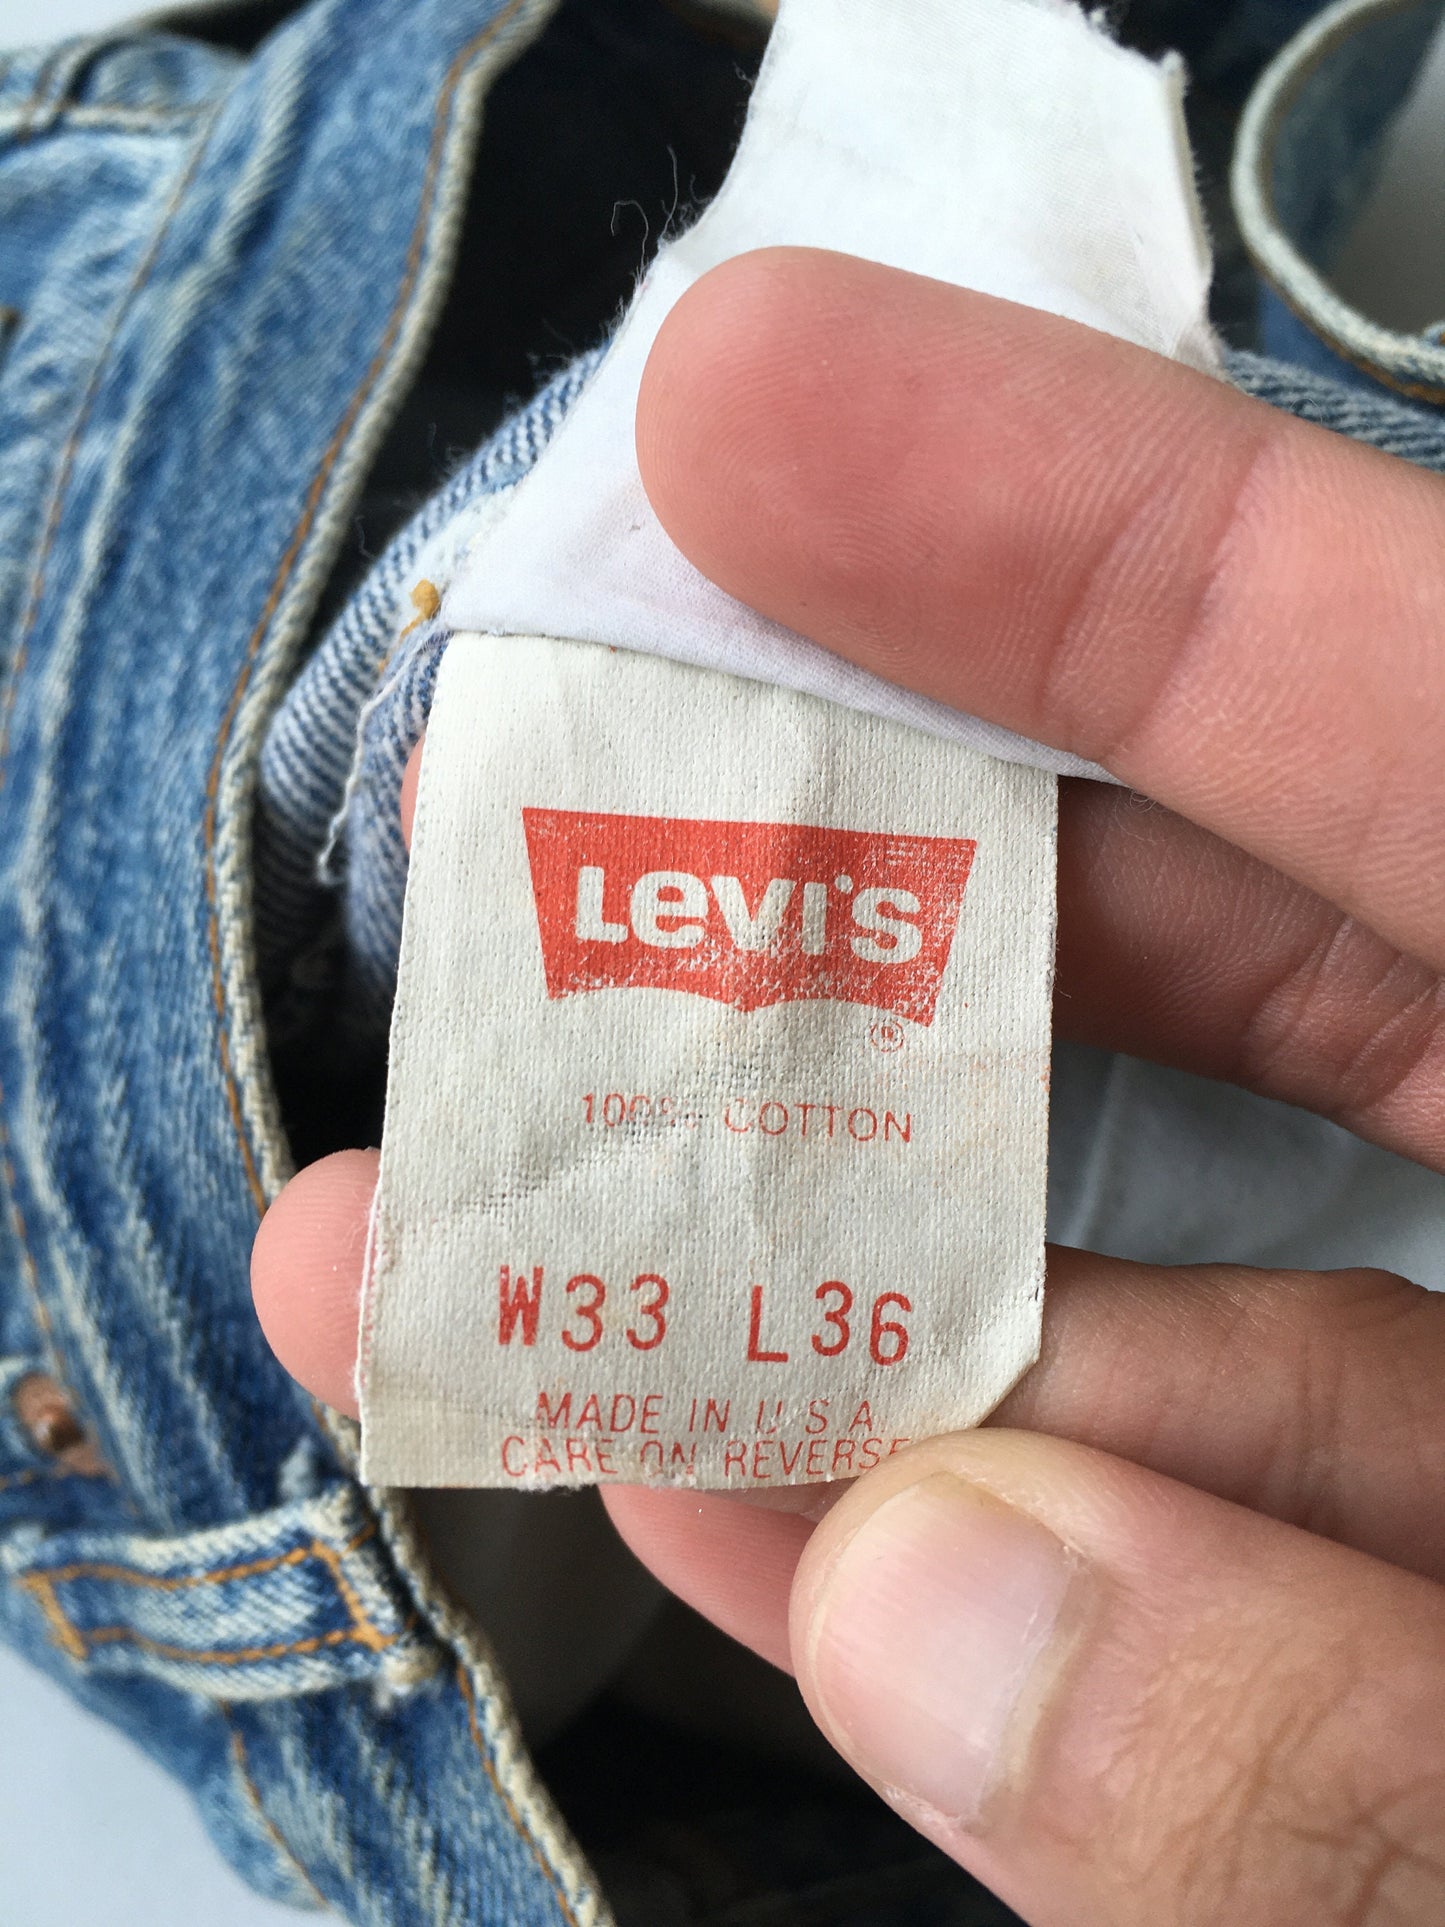 Levi's
®
100% COTTON
W33 L36
MADE IN U.S.A.
CARE ON REVERSE